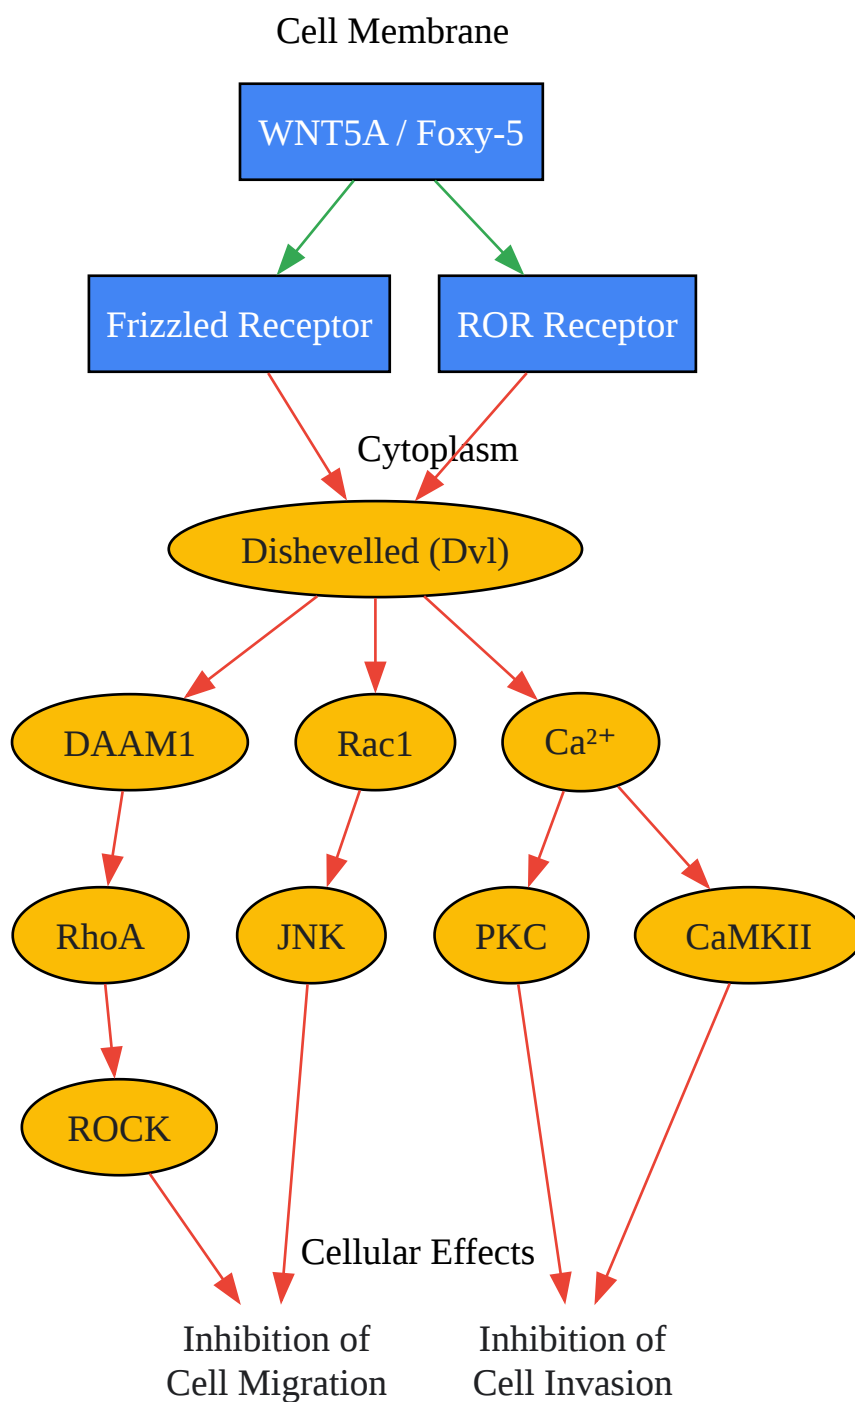 Cell Membrane
WNT5A / Foxy-5
Frizzled Receptor
ROR Receptor
Cytoplasm
Dishevelled (Dvl)
DAAM1
Rac1
Ca²⁺
RhoA
JNK
PKC
CaMKII
ROCK
Cellular Effects
Inhibition of
Cell Migration
Inhibition of
Cell Invasion